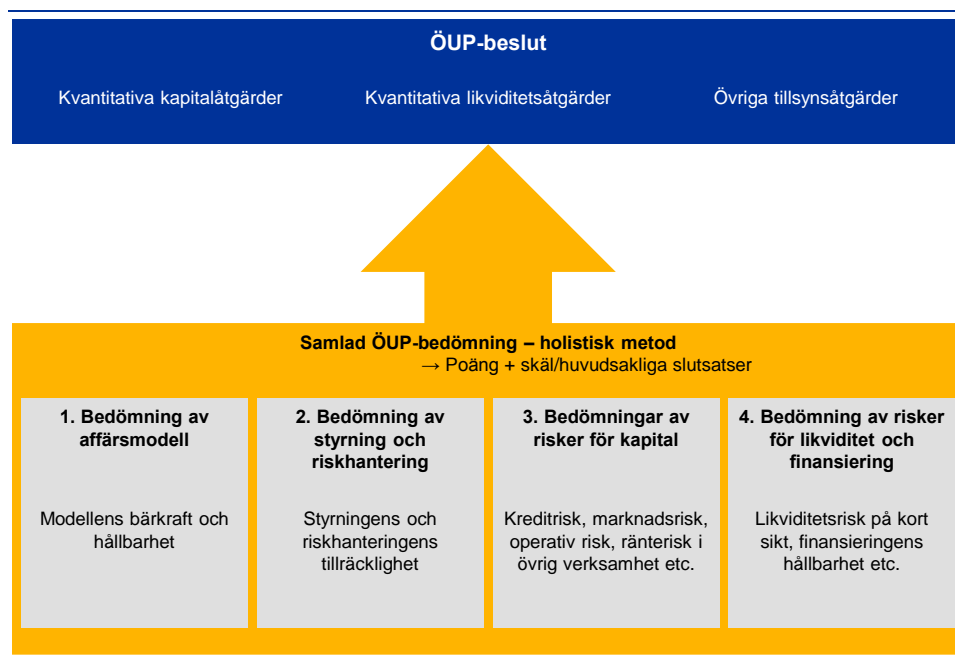 ÖUP-beslut
Kvantitativa kapitalåtgärder
Kvantitativa likviditetsåtgärder
Övriga tillsynsåtgärder
Samlad ÖUP-bedömning – holistisk metod
→ Poäng + skäl/huvudsakliga slutsatser
1. Bedömning av
affärsmodell
Modellens bärkraft och
hållbarhet
2. Bedömning av
styrning och
riskhantering
Styrningens och
riskhanteringens
tillräcklighet
3. Bedömningar av
risker för kapital
Kreditrisk, marknadsrisk,
operativ risk, ränterisk i
övrig verksamhet etc.
4. Bedömning av risker
för likviditet och
finansiering
Likviditetsrisk på kort
sikt, finansieringens
hållbarhet etc.